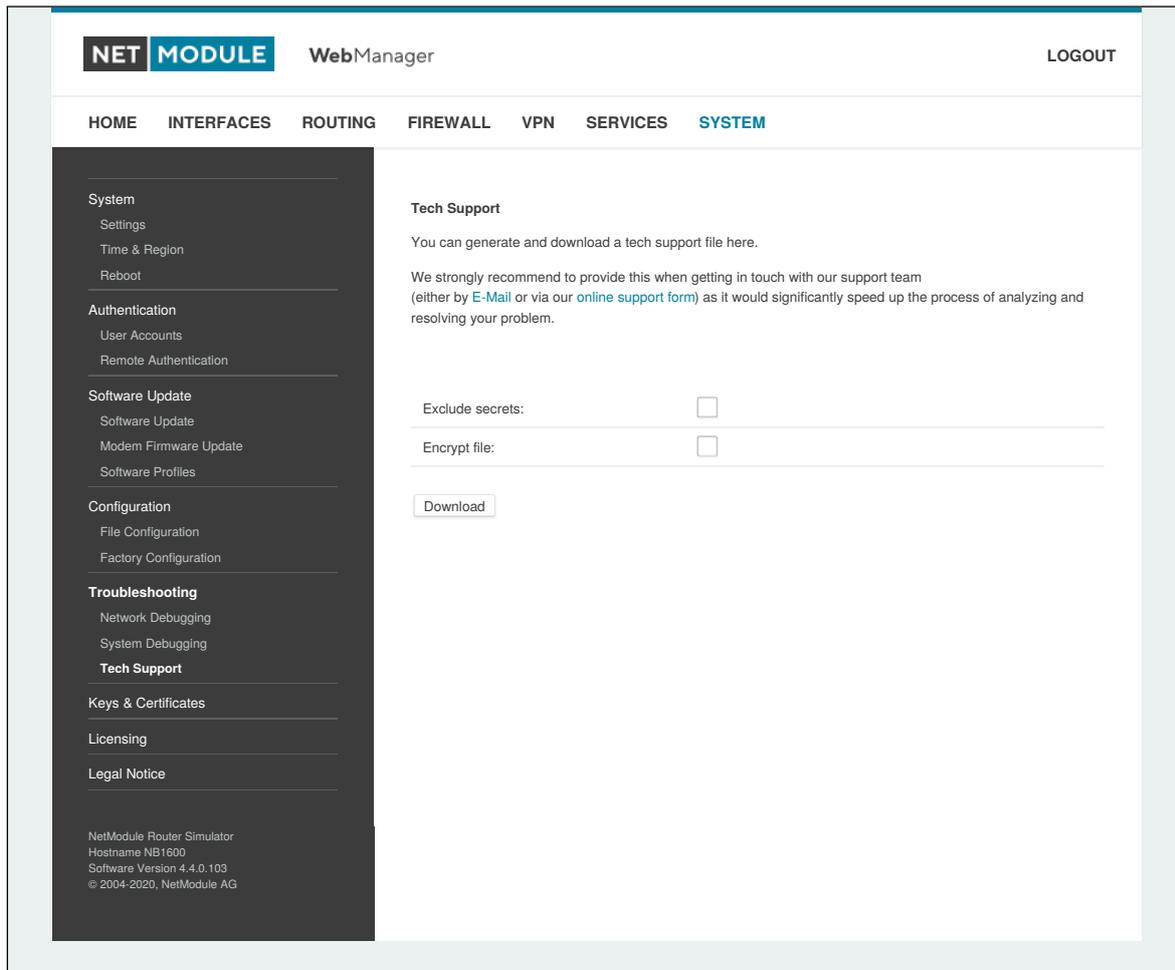 NET MODULE WebManager LOGOUT
HOME INTERFACES ROUTING FIREWALL VPN SERVICES SYSTEM
System
Settings
Time & Region
Reboot
Authentication
User Accounts
Remote Authentication
Software Update
Software Update
Modem Firmware Update
Software Profiles
Configuration
File Configuration
Factory Configuration
Troubleshooting
Network Debugging
System Debugging
Tech Support
Keys & Certificates
Licensing
Legal Notice
NetModule Router Simulator
Hostname NB1600
Software Version 4.4.0.103
© 2004-2020, NetModule AG
Tech Support
You can generate and download a tech support file here.
We strongly recommend to provide this when getting in touch with our support team
(either by E-Mail or via our online support form) as it would significantly speed up the process of analyzing and
resolving your problem.
Exclude secrets:
Encrypt file:
Download